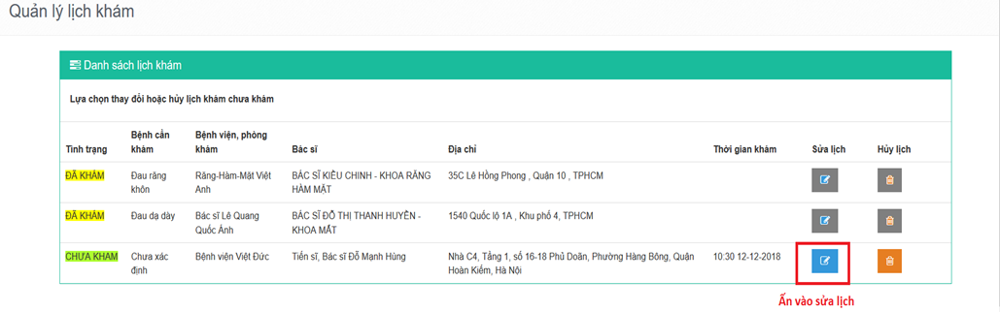 Quản lý lịch khám
Danh sách lịch khám
Lựa chọn thay đổi hoặc hủy lịch khám chưa khám
Tình trạng
Bệnh cần khám
Bệnh viện, phòng khám
Bác sĩ
Địa chỉ
Thời gian khám
Sửa lịch
Hủy lịch
ĐÃ KHÁM
Đau răng khôn
Răng-Hàm-Mặt Việt Anh
BÁC SĨ KIỀU CHINH - KHOA RĂNG HÀM MẶT
35C Lê Hồng Phong , Quận 10 , TPHCM
ĐÃ KHÁM
Đau dạ dày
Bác sĩ Lê Quang Quốc Ánh
BÁC SĨ ĐỖ THỊ THANH HUYỀN - KHOA MẮT
1540 Quốc lộ 1A , Khu phố 4, TPHCM
CHƯA KHÁM
Chưa xác định
Bệnh viện Việt Đức
Tiến sĩ, Bác sĩ Đỗ Mạnh Hùng
Nhà C4, Tầng 1, số 16-18 Phủ Doãn, Phường Hàng Bông, Quận Hoàn Kiếm, Hà Nội
10:30 12-12-2018
Ấn vào sửa lịch